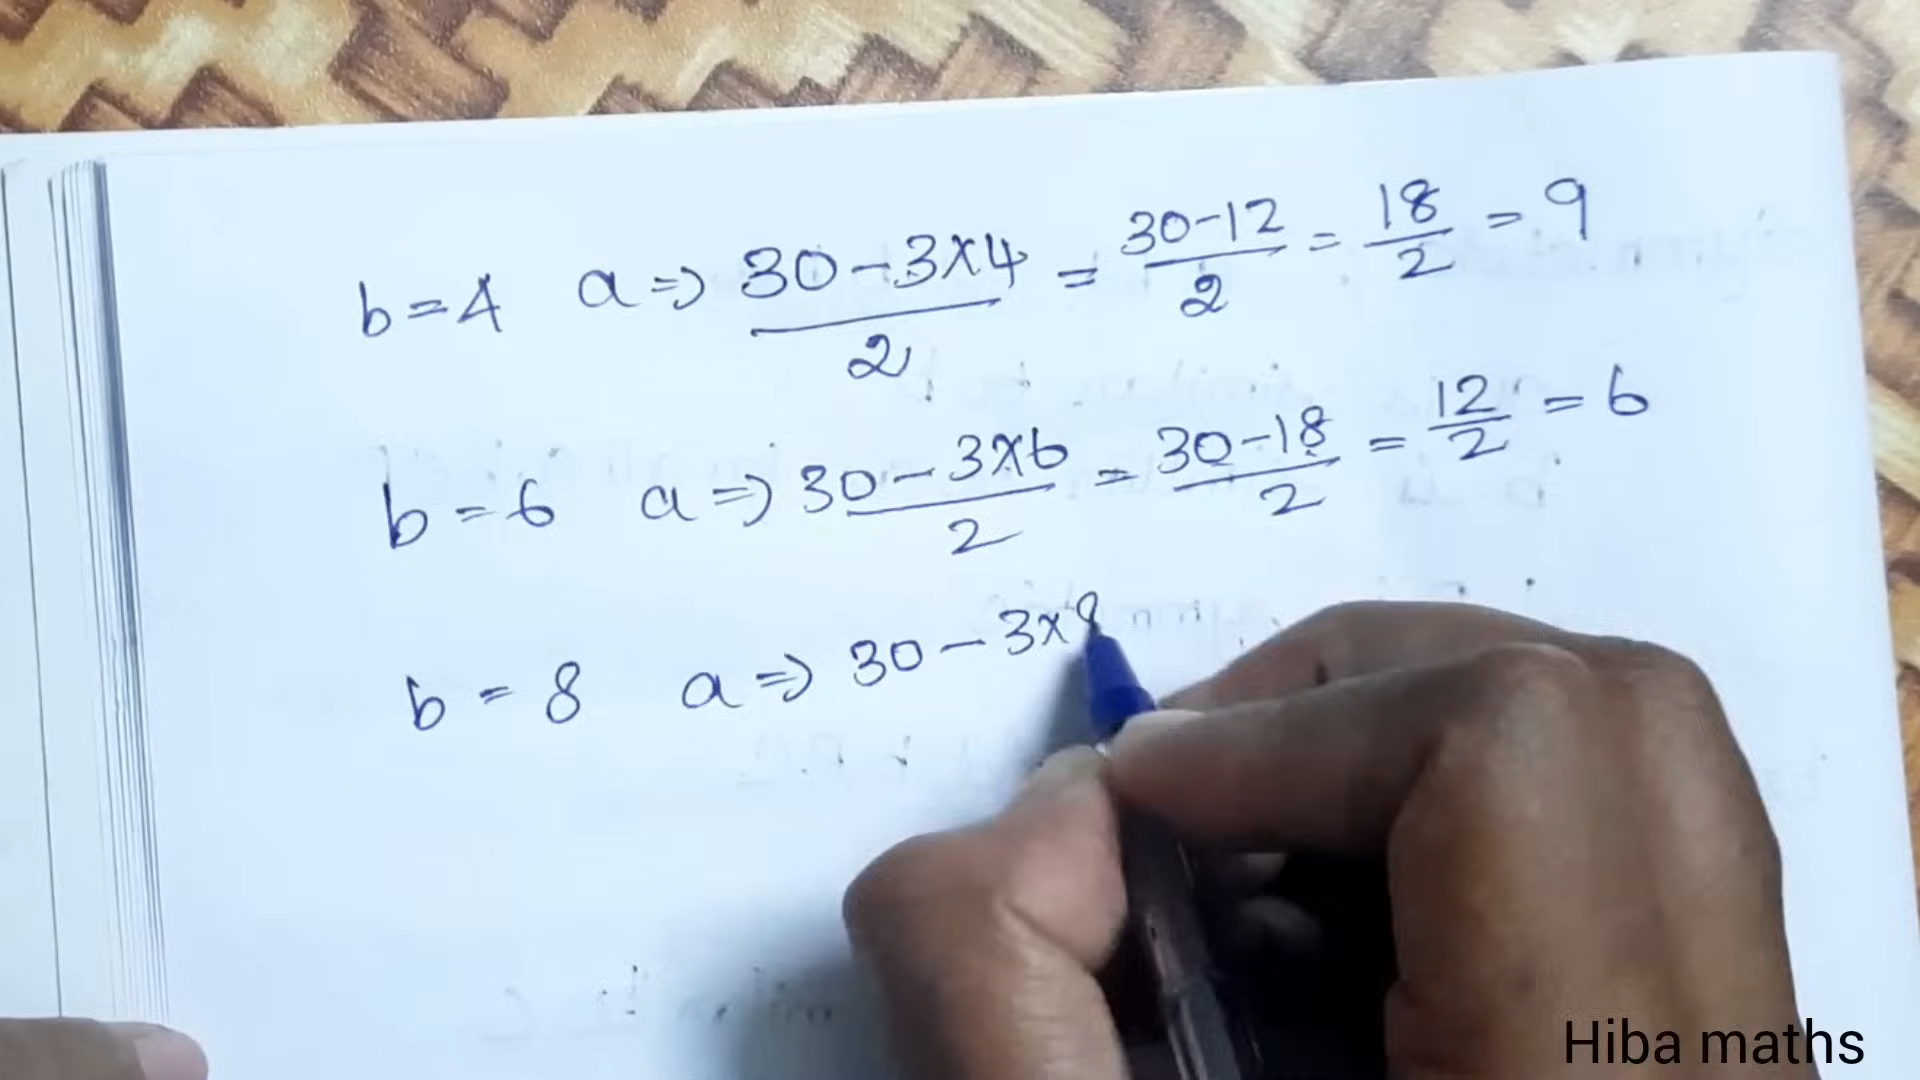 b = 4 a => 30 - 3x4 / 2 = 30 - 12 / 2 = 18 / 2 = 9
b = 6 a => 30 - 3x6 / 2 = 30 - 18 / 2 = 12 / 2 = 6
b = 8 a => 30 - 3x8
Hiba maths